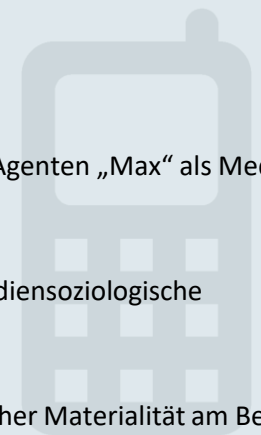 Agenten „Max“ als Med
diensoziologische
her Materialität am Be